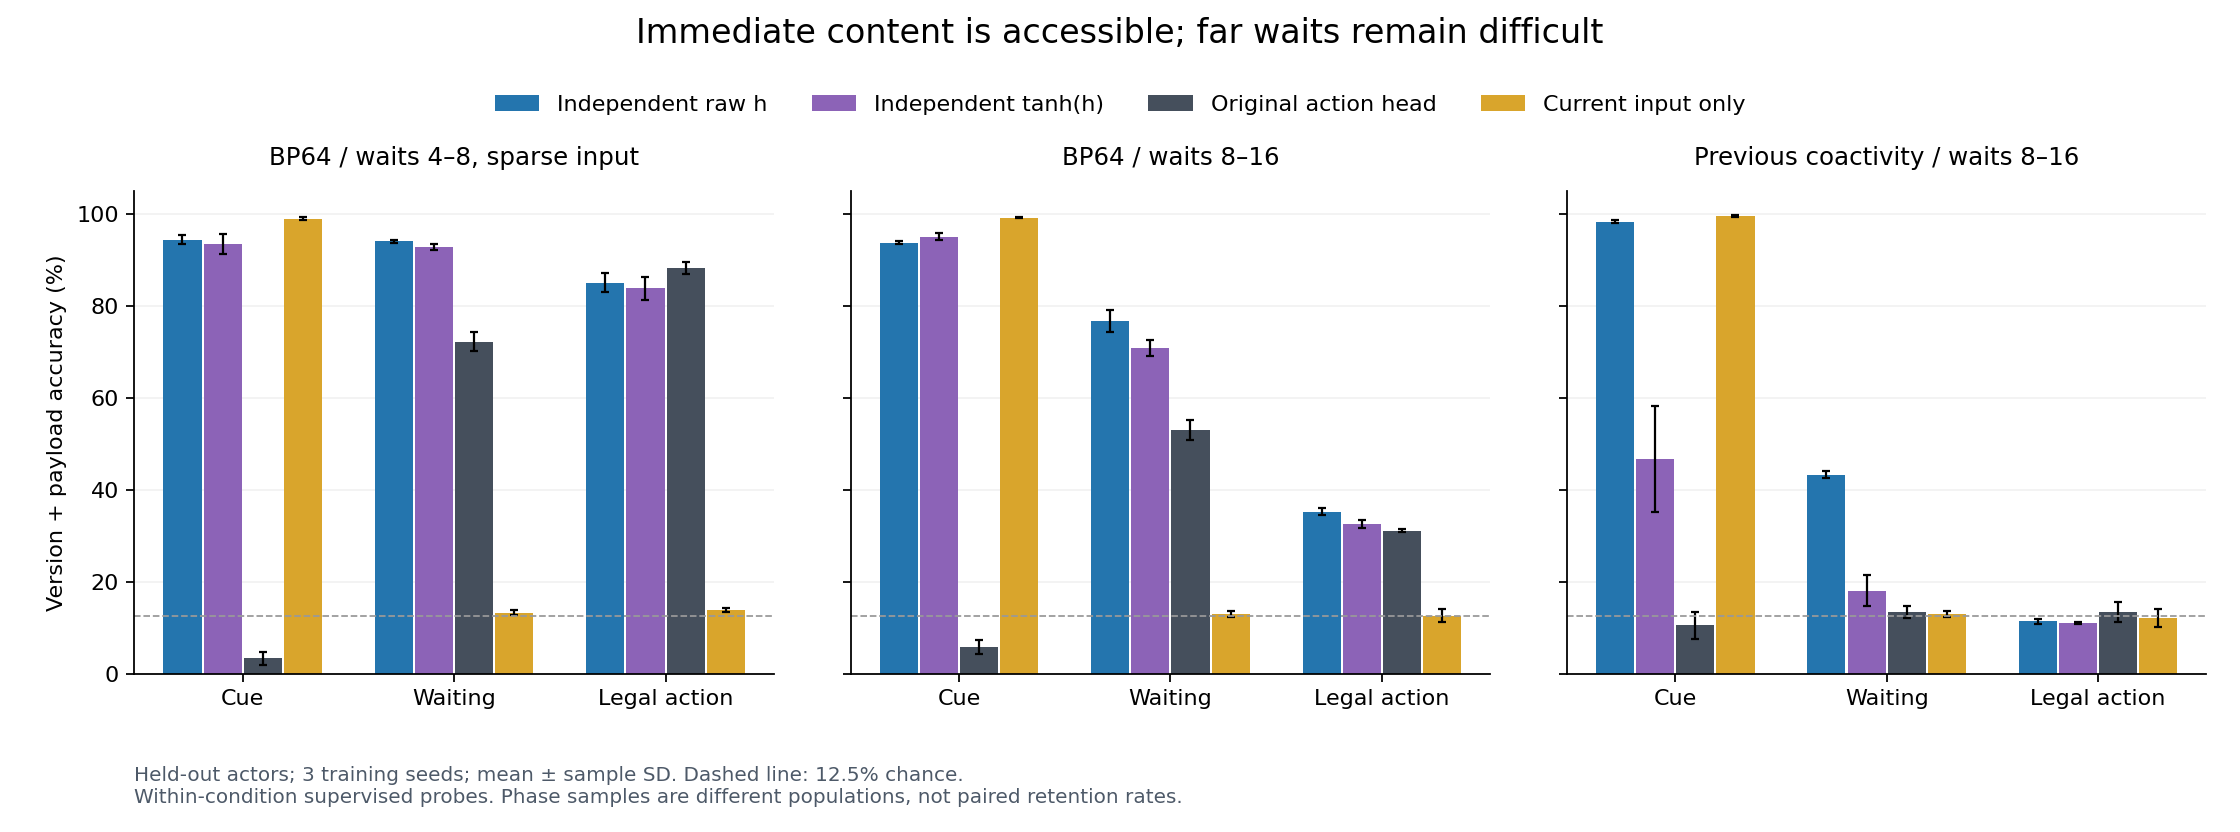 Immediate content is accessible; far waits remain difficult
Independent raw h
Independent tanh(h)
Original action head
Current input only
BP64 / waits 4–8, sparse input
BP64 / waits 8–16
Previous coactivity / waits 8–16
Version + payload accuracy (%)
100
80
60
40
20
0
Cue
Waiting
Legal action
Cue
Waiting
Legal action
Cue
Waiting
Legal action
Held-out actors; 3 training seeds; mean ± sample SD. Dashed line: 12.5% chance.
Within-condition supervised probes. Phase samples are different populations, not paired retention rates.